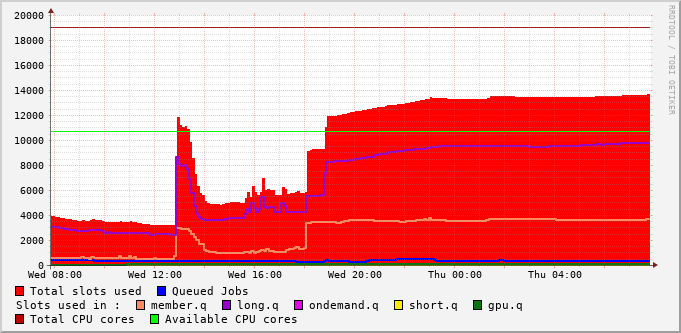 20000
18000
16000
14000
12000
10000
8000
6000
4000
2000
0
Wed 08:00 Wed 12:00 Wed 16:00 Wed 20:00 Thu 00:00 Thu 04:00
Total slots used Queued Jobs
Slots used in : member.q long.q ondemand.q short.q gpu.q
Total CPU cores Available CPU cores
RRDTOOL / TOBI OETIKER